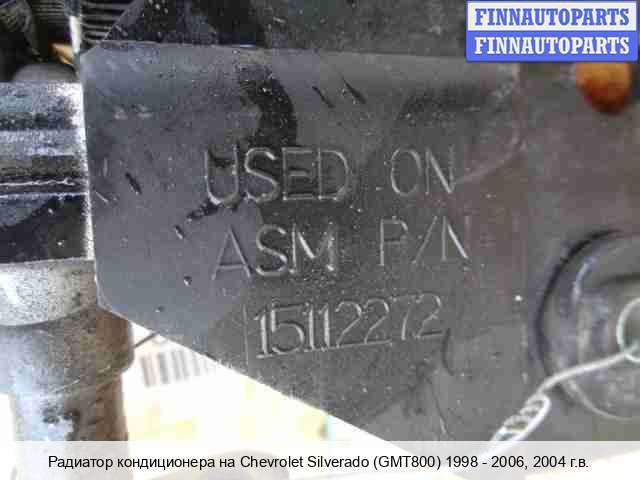 FINNAUTOPARTS
FINNAUTOPARTS
USED ON
ASM P/N
15112272
Радиатор кондиционера на Chevrolet Silverado (GMT800) 1998 - 2006, 2004 г.в.